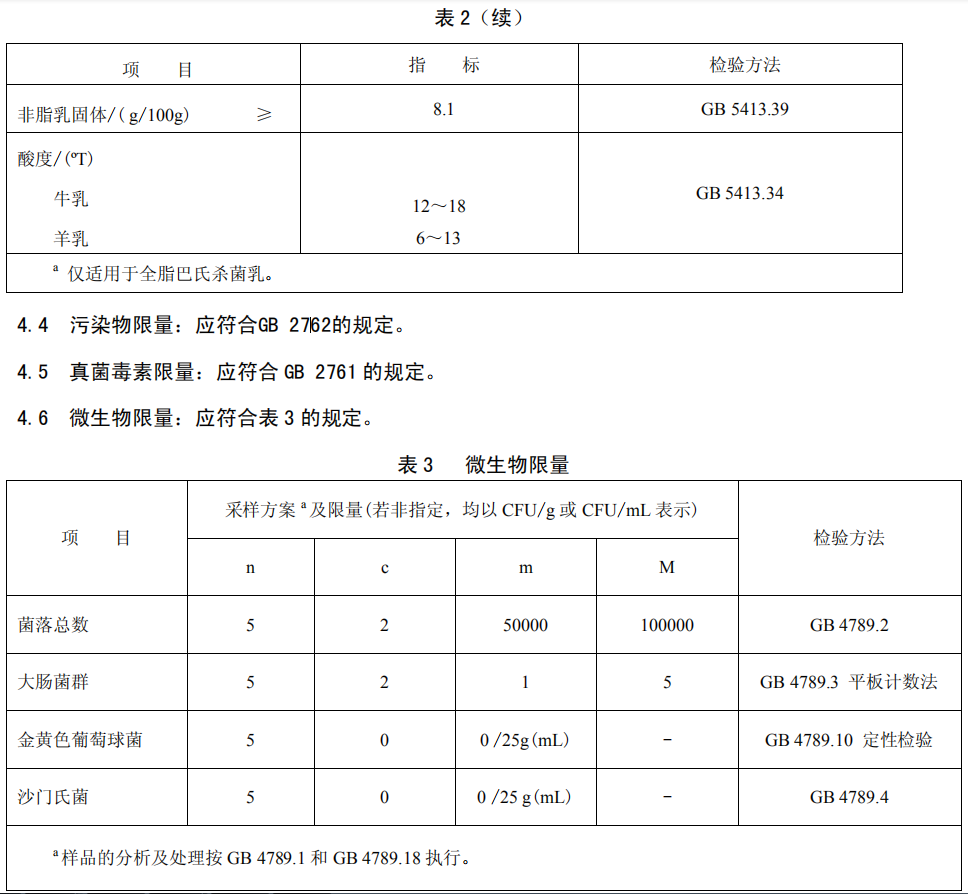 表 2（续）
项 目 指 标 检验方法
非脂乳固体/( g/100g) ≥ 8.1 GB 5413.39
酸度/(ºT)
牛乳 12～18 GB 5413.34
羊乳 6～13
a 仅适用于全脂巴氏杀菌乳。
4.4 污染物限量：应符合GB 2762的规定。
4.5 真菌毒素限量：应符合 GB 2761 的规定。
4.6 微生物限量：应符合表 3 的规定。
表 3 微生物限量
项 目 采样方案 a 及限量(若非指定，均以 CFU/g 或 CFU/mL 表示) 检验方法
n c m M
菌落总数 5 2 50000 100000 GB 4789.2
大肠菌群 5 2 1 5 GB 4789.3 平板计数法
金黄色葡萄球菌 5 0 0 /25g(mL) - GB 4789.10 定性检验
沙门氏菌 5 0 0 /25 g(mL) - GB 4789.4
a 样品的分析及处理按 GB 4789.1 和 GB 4789.18 执行。